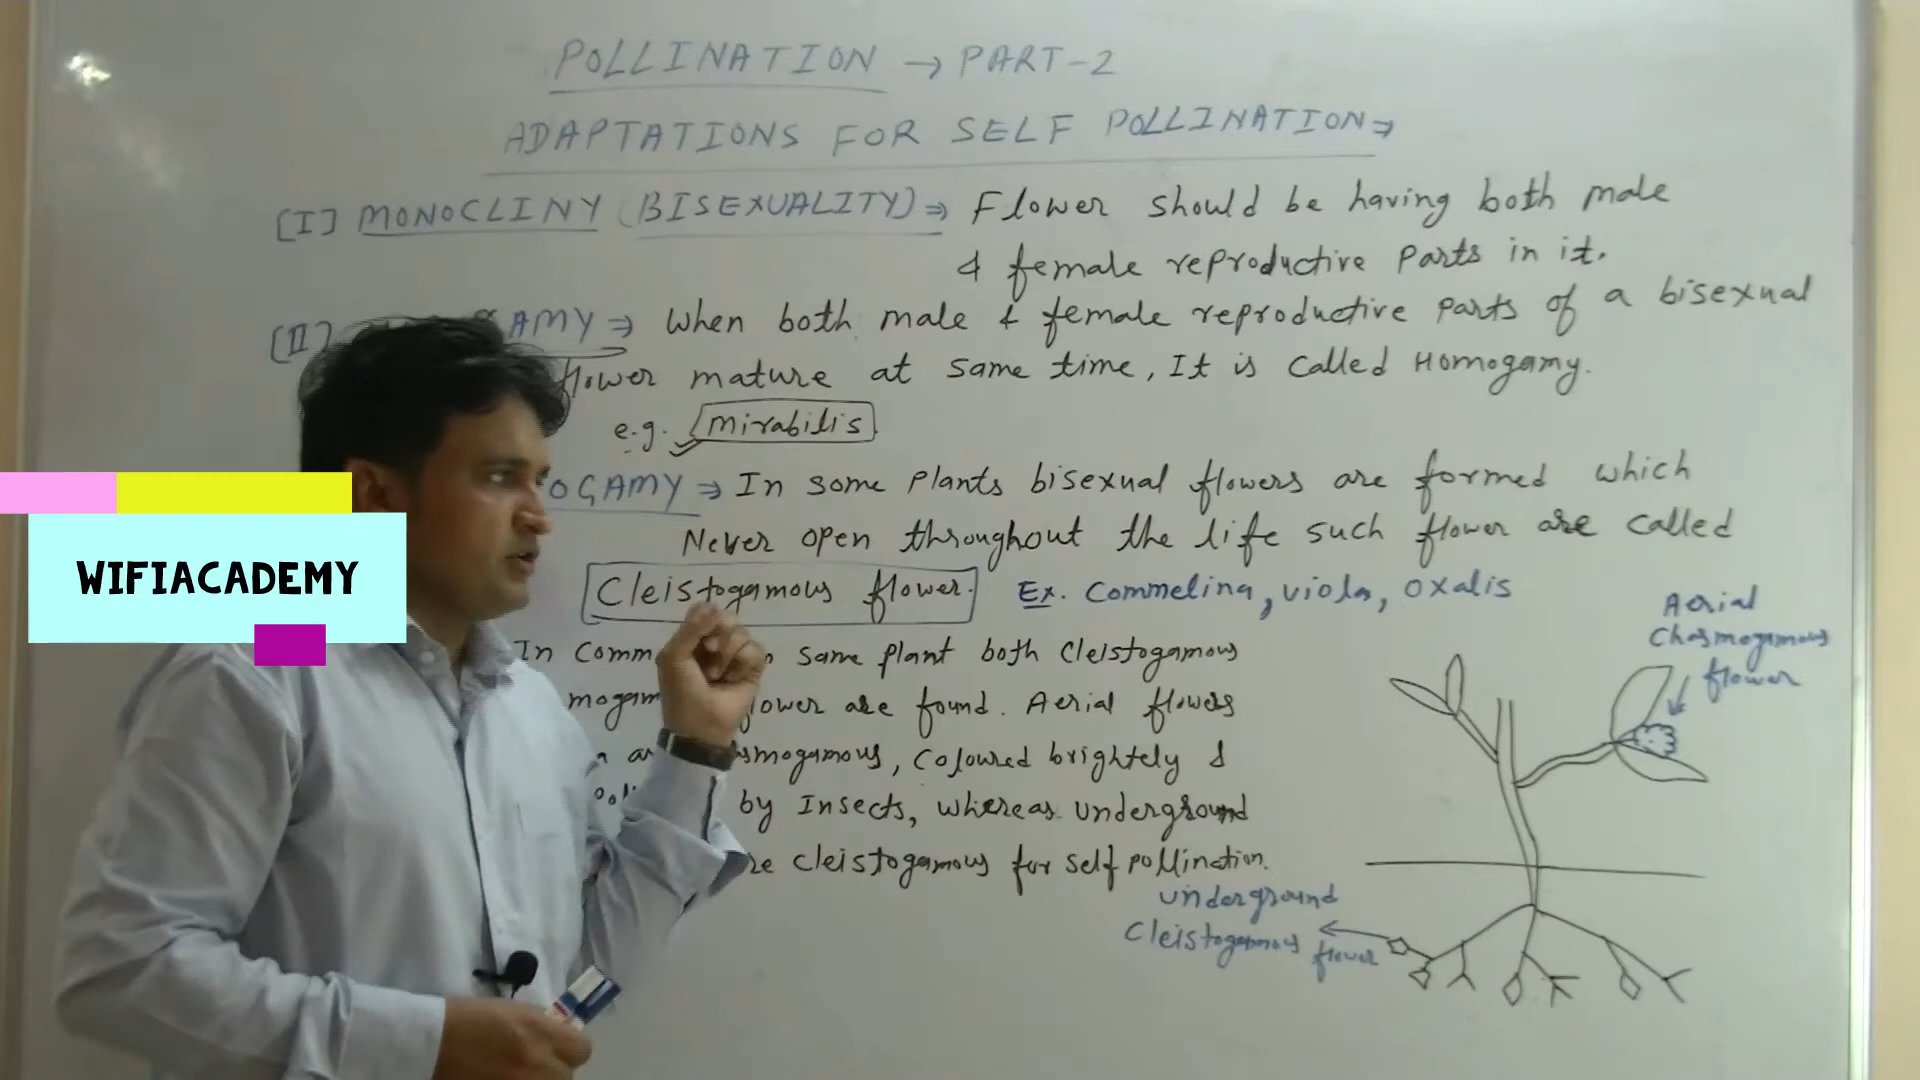 POLLINATION → PART-2
ADAPTATIONS FOR SELF POLLINATION⇒
[I] MONOCLINY (BISEXUALITY)⇒ Flower should be having both male
& female reproductive parts in it.
[II] AMY ⇒ When both male & female reproductive parts of a bisexual
flower mature at same time, It is called Homogamy.
e.g. mirabilis
OGAMY ⇒ In some plants bisexual flowers are formed which
Never open throughout the life such flower are called
Cleistogamous flower. Ex. Commelina, viola, oxalis
In Comm same plant both Cleistogamous
mogam flower are found. Aerial flowers
smogamous, coloured brightely &
by Insects, whereas underground
re cleistogamous for self pollination.
Aerial
Chasmogamous
flower
underground
Cleistogamous flower
WIFIACADEMY